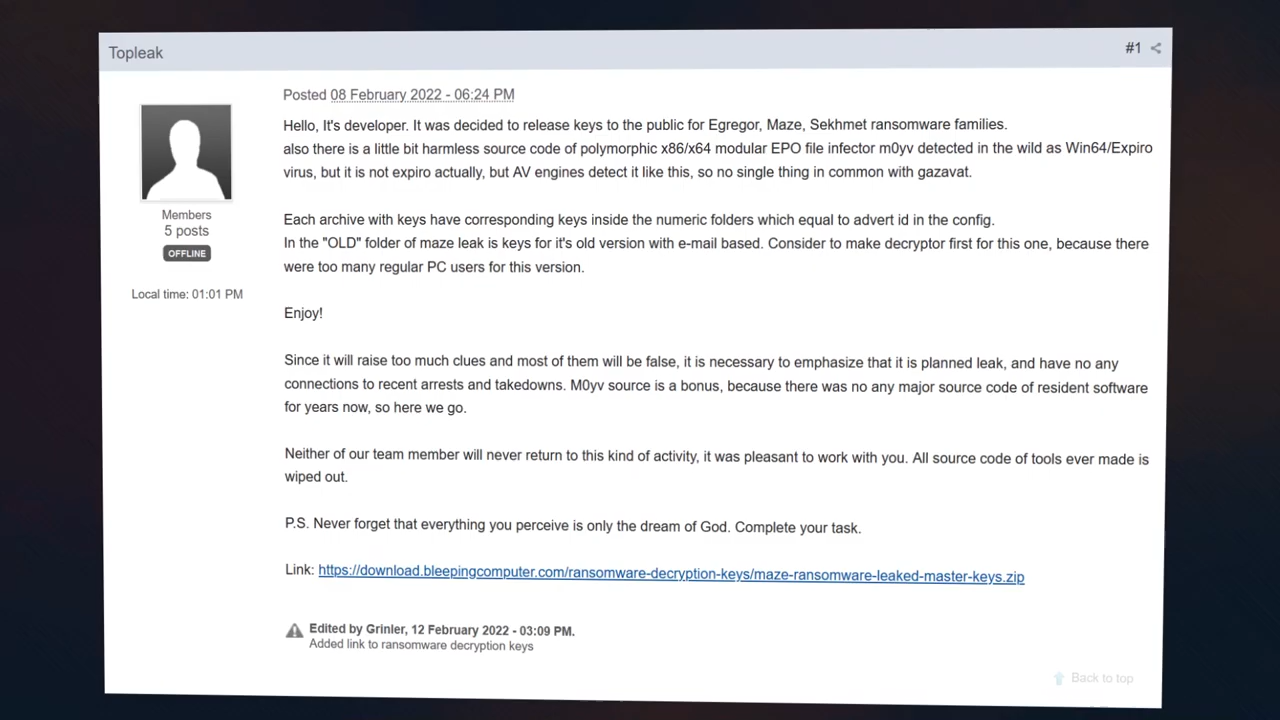 Topleak
#1
Posted 08 February 2022 - 06:24 PM
Members
5 posts
OFFLINE
Local time: 01:01 PM
Hello, It's developer. It was decided to release keys to the public for Egregor, Maze, Sekhmet ransomware families.
also there is a little bit harmless source code of polymorphic x86/x64 modular EPO file infector m0yv detected in the wild as Win64/Expiro
virus, but it is not expiro actually, but AV engines detect it like this, so no single thing in common with gazavat.
Each archive with keys have corresponding keys inside the numeric folders which equal to advert id in the config.
In the "OLD" folder of maze leak is keys for it's old version with e-mail based. Consider to make decryptor first for this one, because there
were too many regular PC users for this version.
Enjoy!
Since it will raise too much clues and most of them will be false, it is necessary to emphasize that it is planned leak, and have no any
connections to recent arrests and takedowns. M0yv source is a bonus, because there was no any major source code of resident software
for years now, so here we go.
Neither of our team member will never return to this kind of activity, it was pleasant to work with you. All source code of tools ever made is
wiped out.
P.S. Never forget that everything you perceive is only the dream of God. Complete your task.
Link: https://download.bleepingcomputer.com/ransomware-decryption-keys/maze-ransomware-leaked-master-keys.zip
Edited by Grinler, 12 February 2022 - 03:09 PM.
Added link to ransomware decryption keys
Back to top